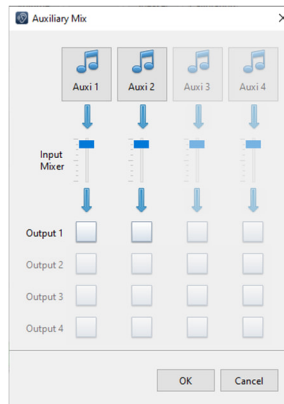 Auxiliary Mix
Auxi 1 Auxi 2 Auxi 3 Auxi 4
Input
Mixer
Output 1
Output 2
Output 3
Output 4
OK Cancel